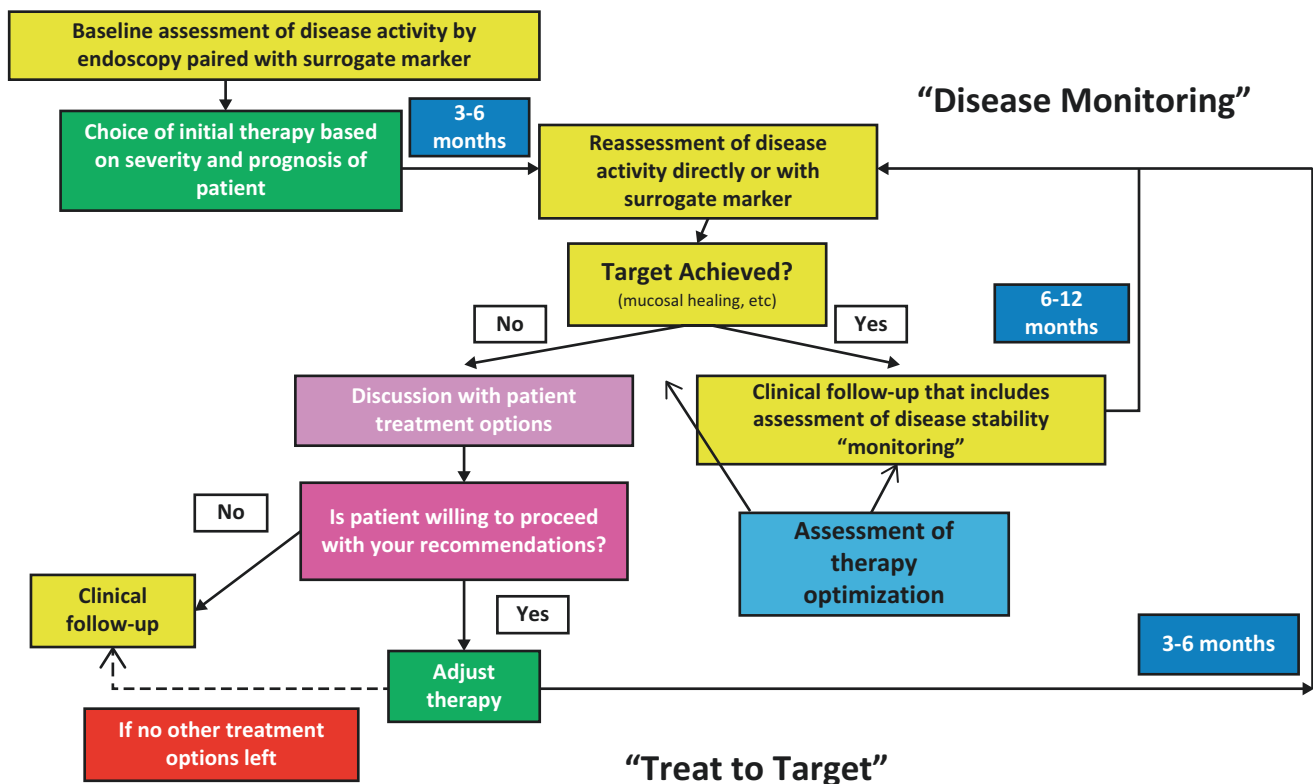 Baseline assessment of disease activity by
endoscopy paired with surrogate marker
“Disease Monitoring”
Choice of initial therapy based
on severity and prognosis of
patient
3-6
months
Reassessment of disease
activity directly or with
surrogate marker
Target Achieved?
(mucosal healing, etc)
6-12
months
No
Yes
Discussion with patient
treatment options
Clinical follow-up that includes
assessment of disease stability
“monitoring”
No
Is patient willing to proceed
with your recommendations?
Assessment of
therapy
optimization
Clinical
follow-up
Yes
3-6 months
Adjust
therapy
If no other treatment
options left
“Treat to Target”